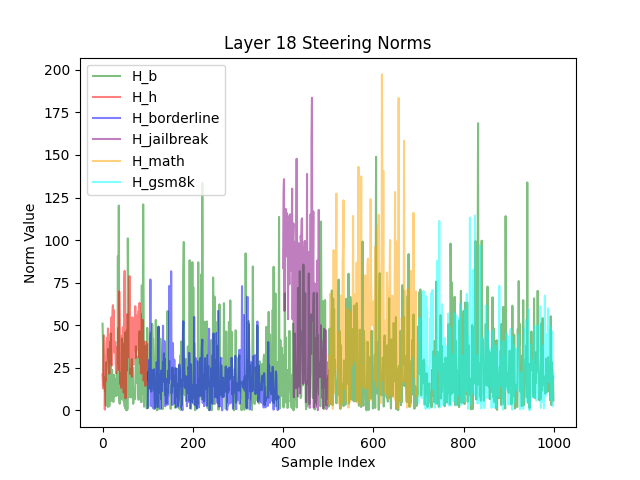 Layer 18 Steering Norms
H_b
H_h
H_borderline
H_jailbreak
H_math
H_gsm8k
Norm Value
200
175
150
125
100
75
50
25
0
0 200 400 600 800 1000
Sample Index